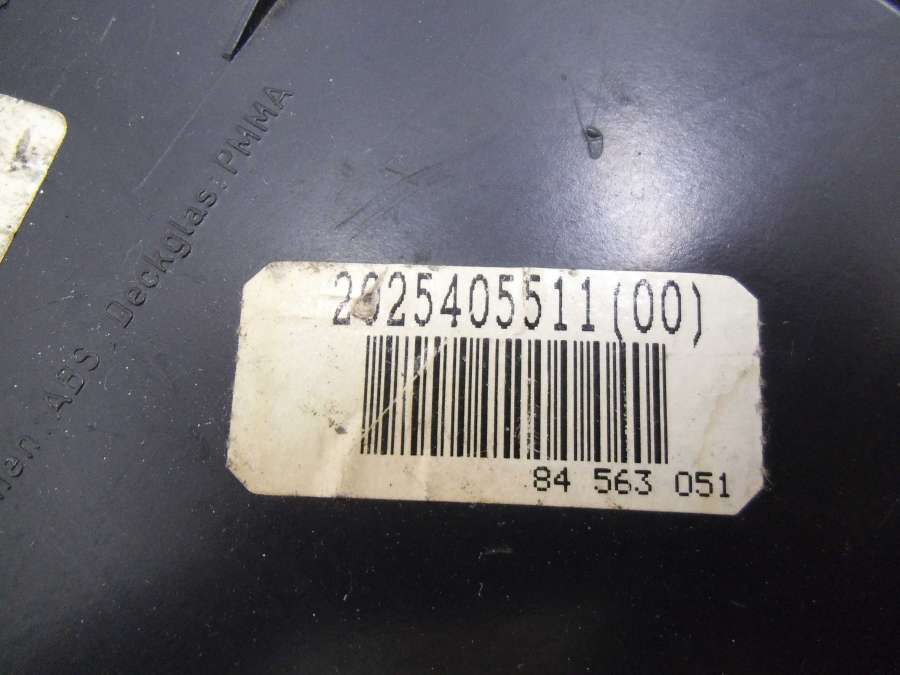 ABS. Deckglas: PMMA
2025405511(00)
84 563 051